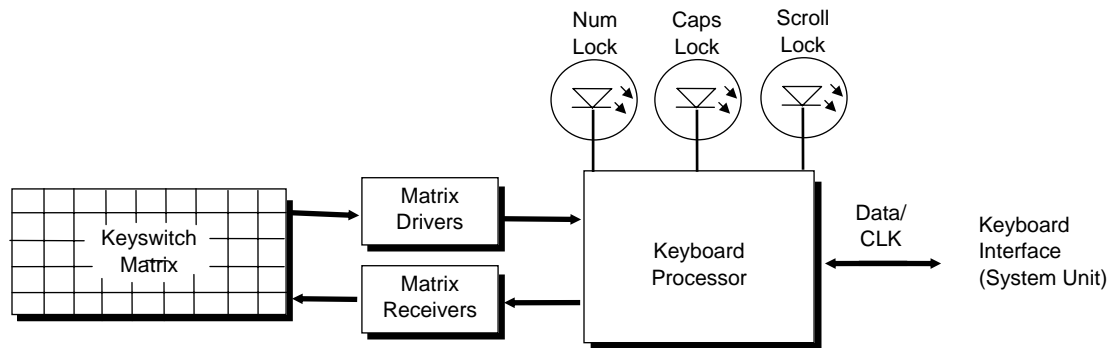 Num
Lock
Caps
Lock
Scroll
Lock
Keyswitch
Matrix
Matrix
Drivers
Matrix
Receivers
Keyboard
Processor
Data/
CLK
Keyboard
Interface
(System Unit)